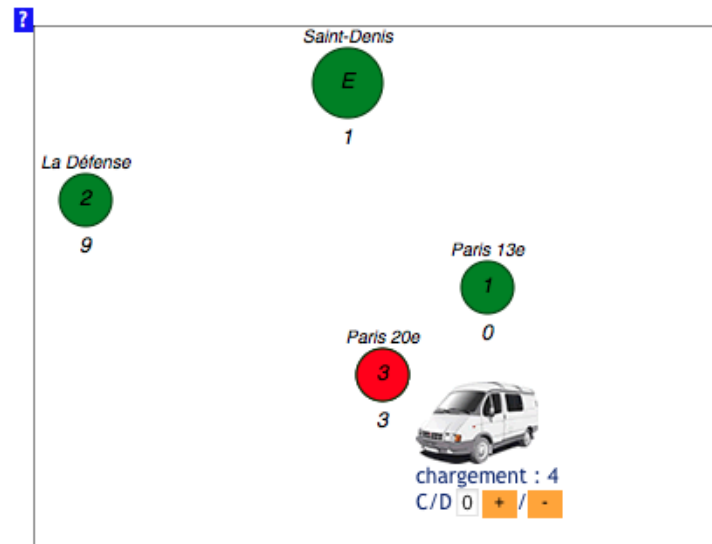 ?
Saint-Denis
E
1
La Défense
2
9
Paris 13e
1
0
Paris 20e
3
3
chargement : 4
C/D 0 + / -